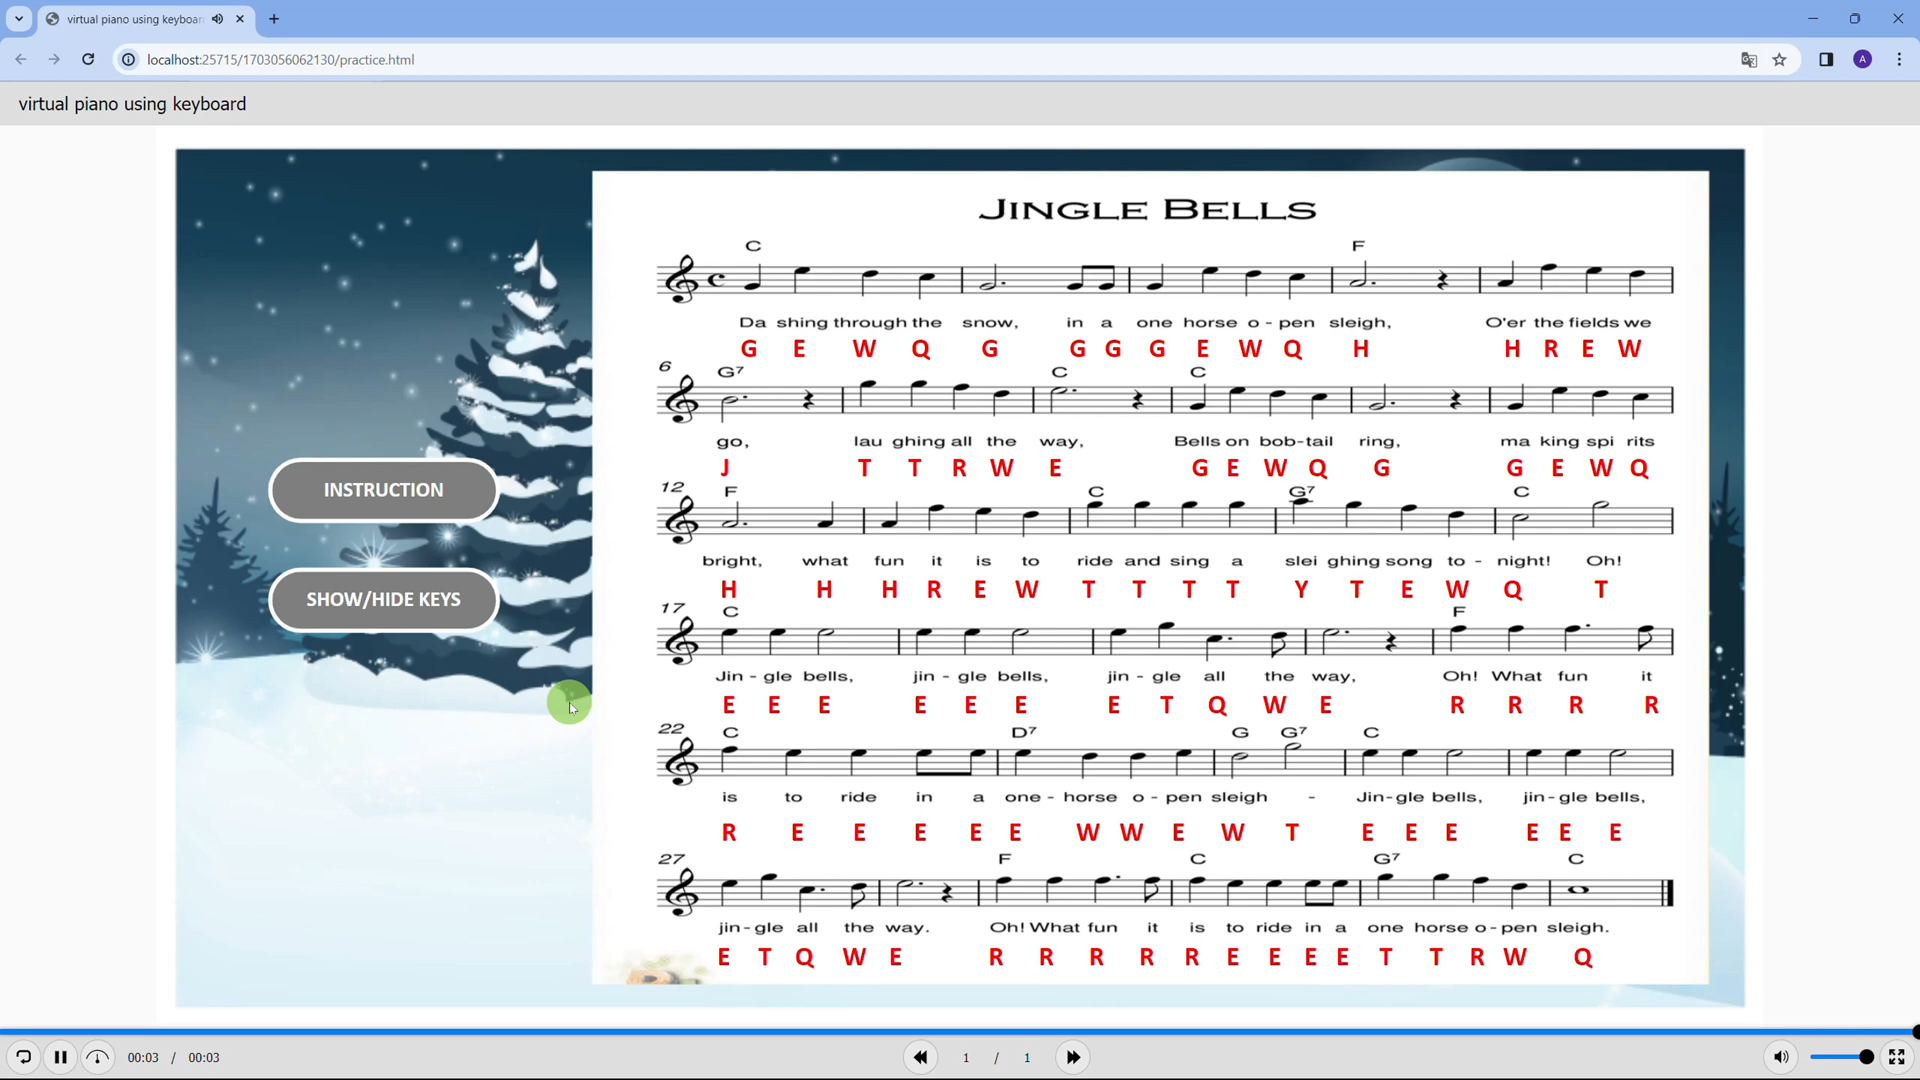 virtual piano using keyboar
localhost:25715/1703056062130/practice.html
A
virtual piano using keyboard
JINGLE BELLS
C F
Da shing through the snow, in a one horse o - pen sleigh, O'er the fields we
G E W Q G G G G E W Q H H R E W
6 G7 C C
go, lau ghing all the way, Bells on bob-tail ring, ma king spi rits
J T T R W E G E W Q G G E W Q
12 F C G7 C
bright, what fun it is to ride and sing a slei ghing song to - night! Oh!
H H H R E W T T T T Y T E W Q T
17 C F
Jin - gle bells, jin - gle bells, jin - gle all the way, Oh! What fun it
E E E E E E E T Q W E R R R R
22 C D7 G G7 C
is to ride in a one - horse o - pen sleigh - Jin-gle bells, jin-gle bells,
R E E E E E W W E W T E E E E E E
27 F C G7 C
jin-gle all the way. Oh! What fun it is to ride in a one horse o-pen sleigh.
E T Q W E R R R R R E E E E T T R W Q
INSTRUCTION
SHOW/HIDE KEYS
00:03 / 00:03 1 / 1